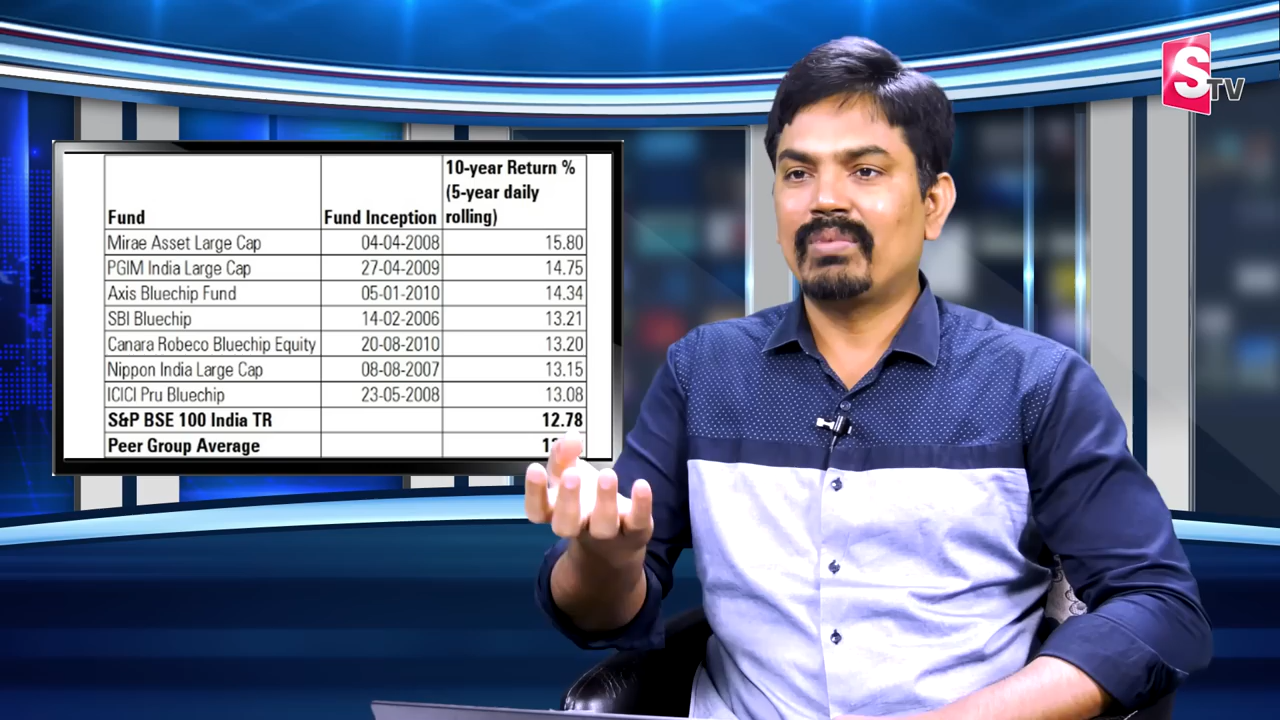 STV
Fund Fund Inception 10-year Return % (5-year daily rolling)
Mirae Asset Large Cap 04-04-2008 15.80
PGIM India Large Cap 27-04-2009 14.75
Axis Bluechip Fund 05-01-2010 14.34
SBI Bluechip 14-02-2006 13.21
Canara Robeco Bluechip Equity 20-08-2010 13.20
Nippon India Large Cap 08-08-2007 13.15
ICICI Pru Bluechip 23-05-2008 13.08
S&P BSE 100 India TR 12.78
Peer Group Average